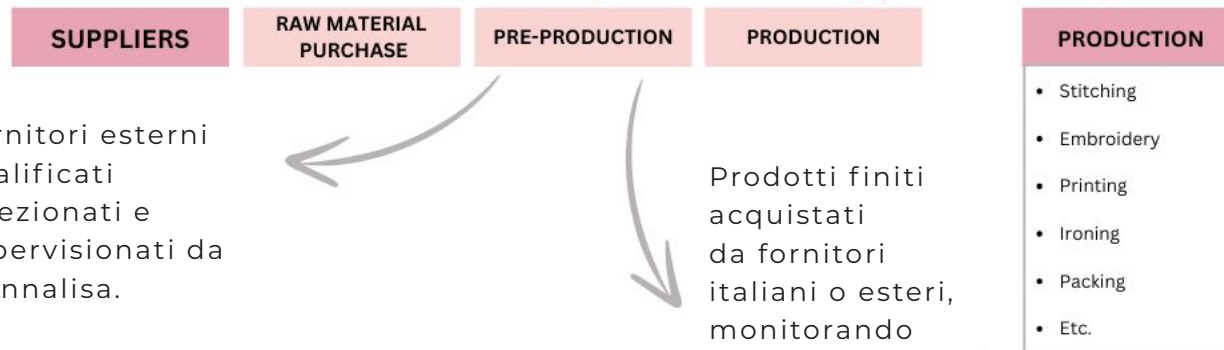 SUPPLIERS
RAW MATERIAL
PURCHASE
PRE-PRODUCTION
PRODUCTION
rnitori esterni
alificati
ezionati e
pervisionati da
nnalisa.
Prodotti finiti
acquistati
da fornitori
italiani o esteri,
monitorando
PRODUCTION
• Stitching
• Embroidery
• Printing
• Ironing
• Packing
• Etc.